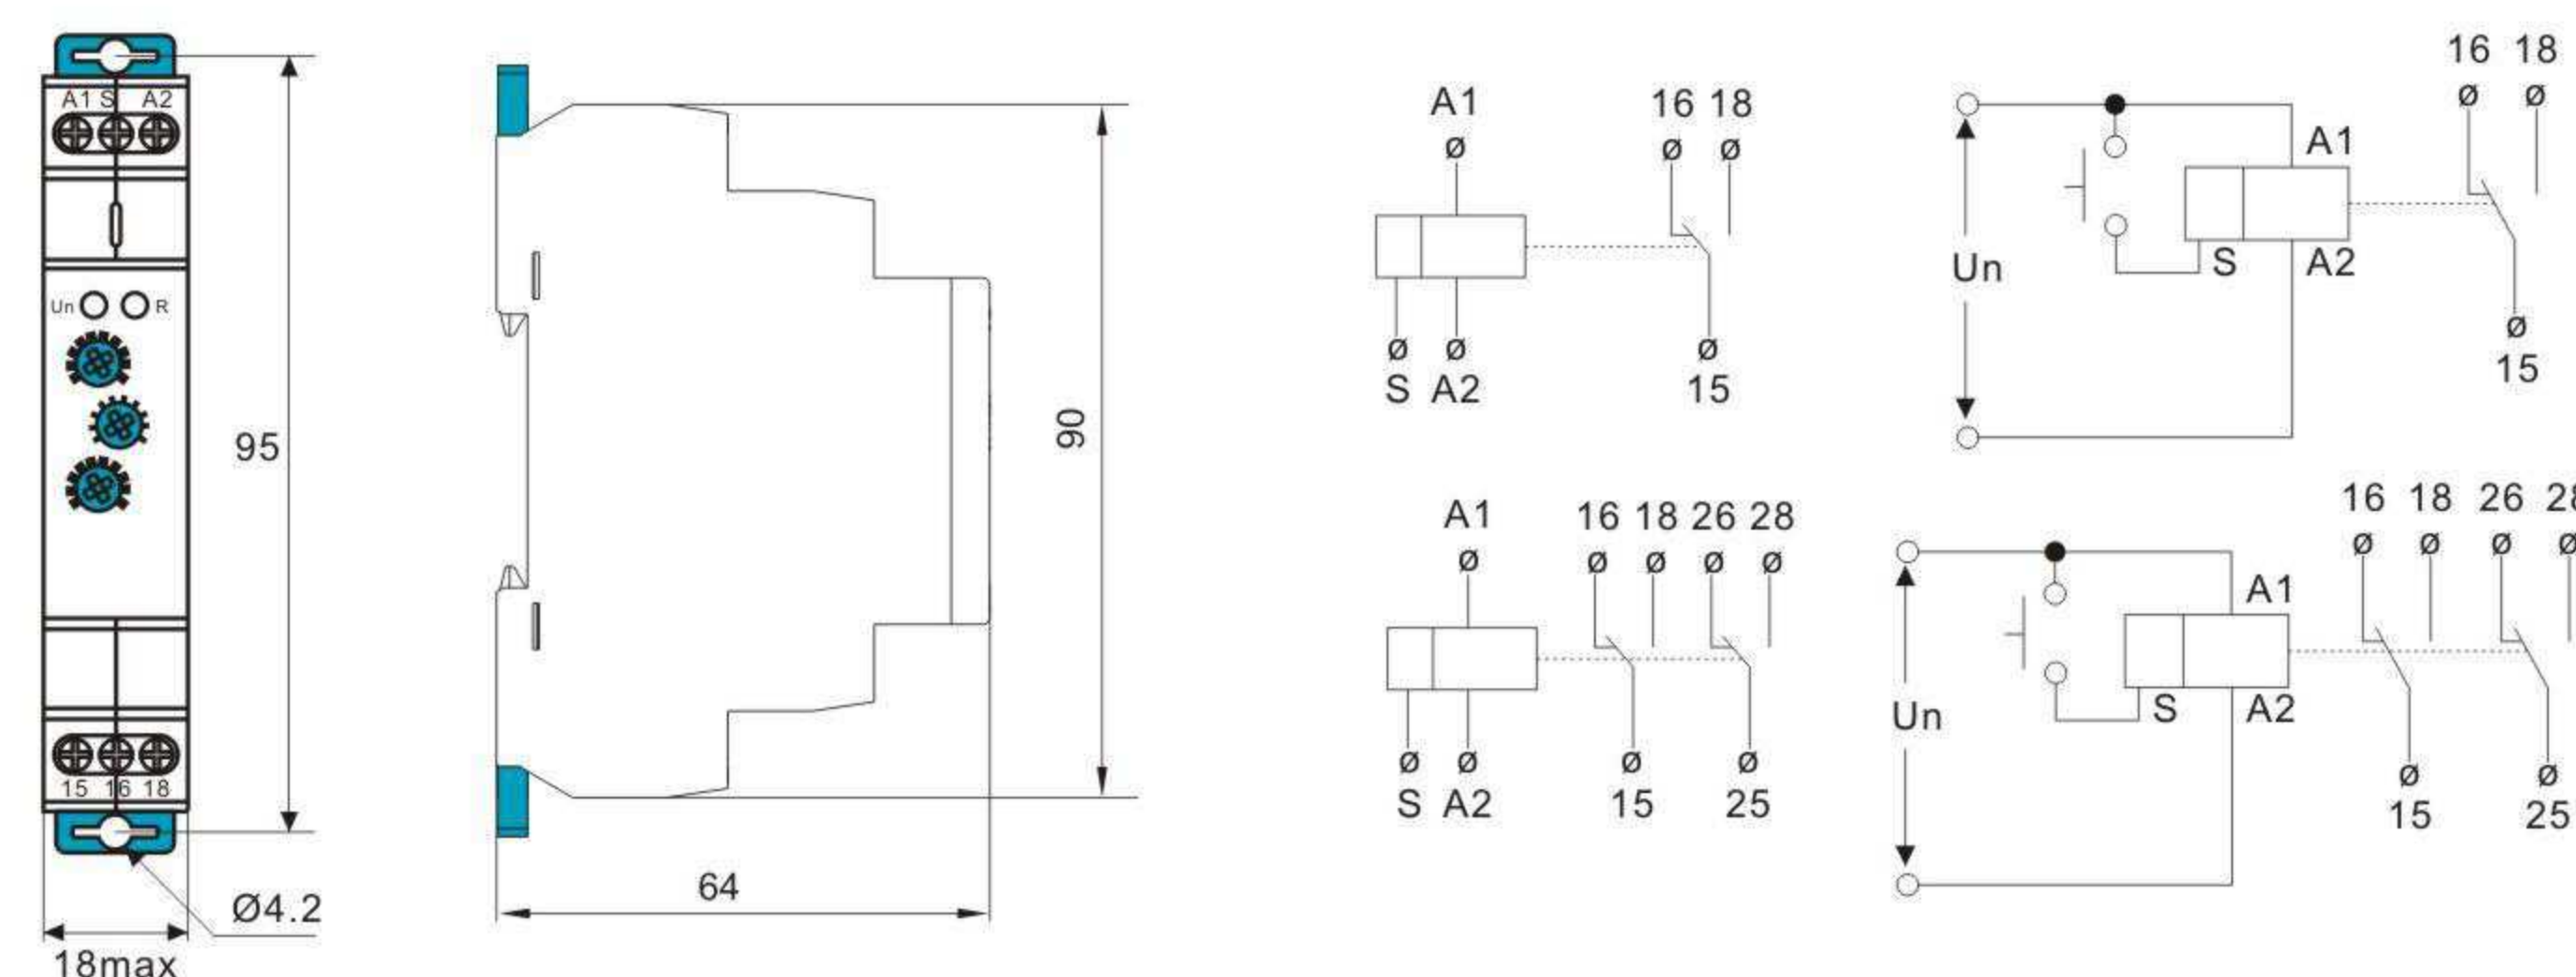 A1 S A2
Un R
15 16 18
95
Ø4.2
18max
90
64
A1
16 18
ø ø ø
ø ø ø
S A2 15
A1
16 18 26 28
ø ø ø ø ø
ø ø ø ø
S A2 15 25
16 18
ø ø
A1
Un
S A2
ø
15
16 18 26 28
ø ø ø ø
A1
Un
S A2
ø ø
15 25